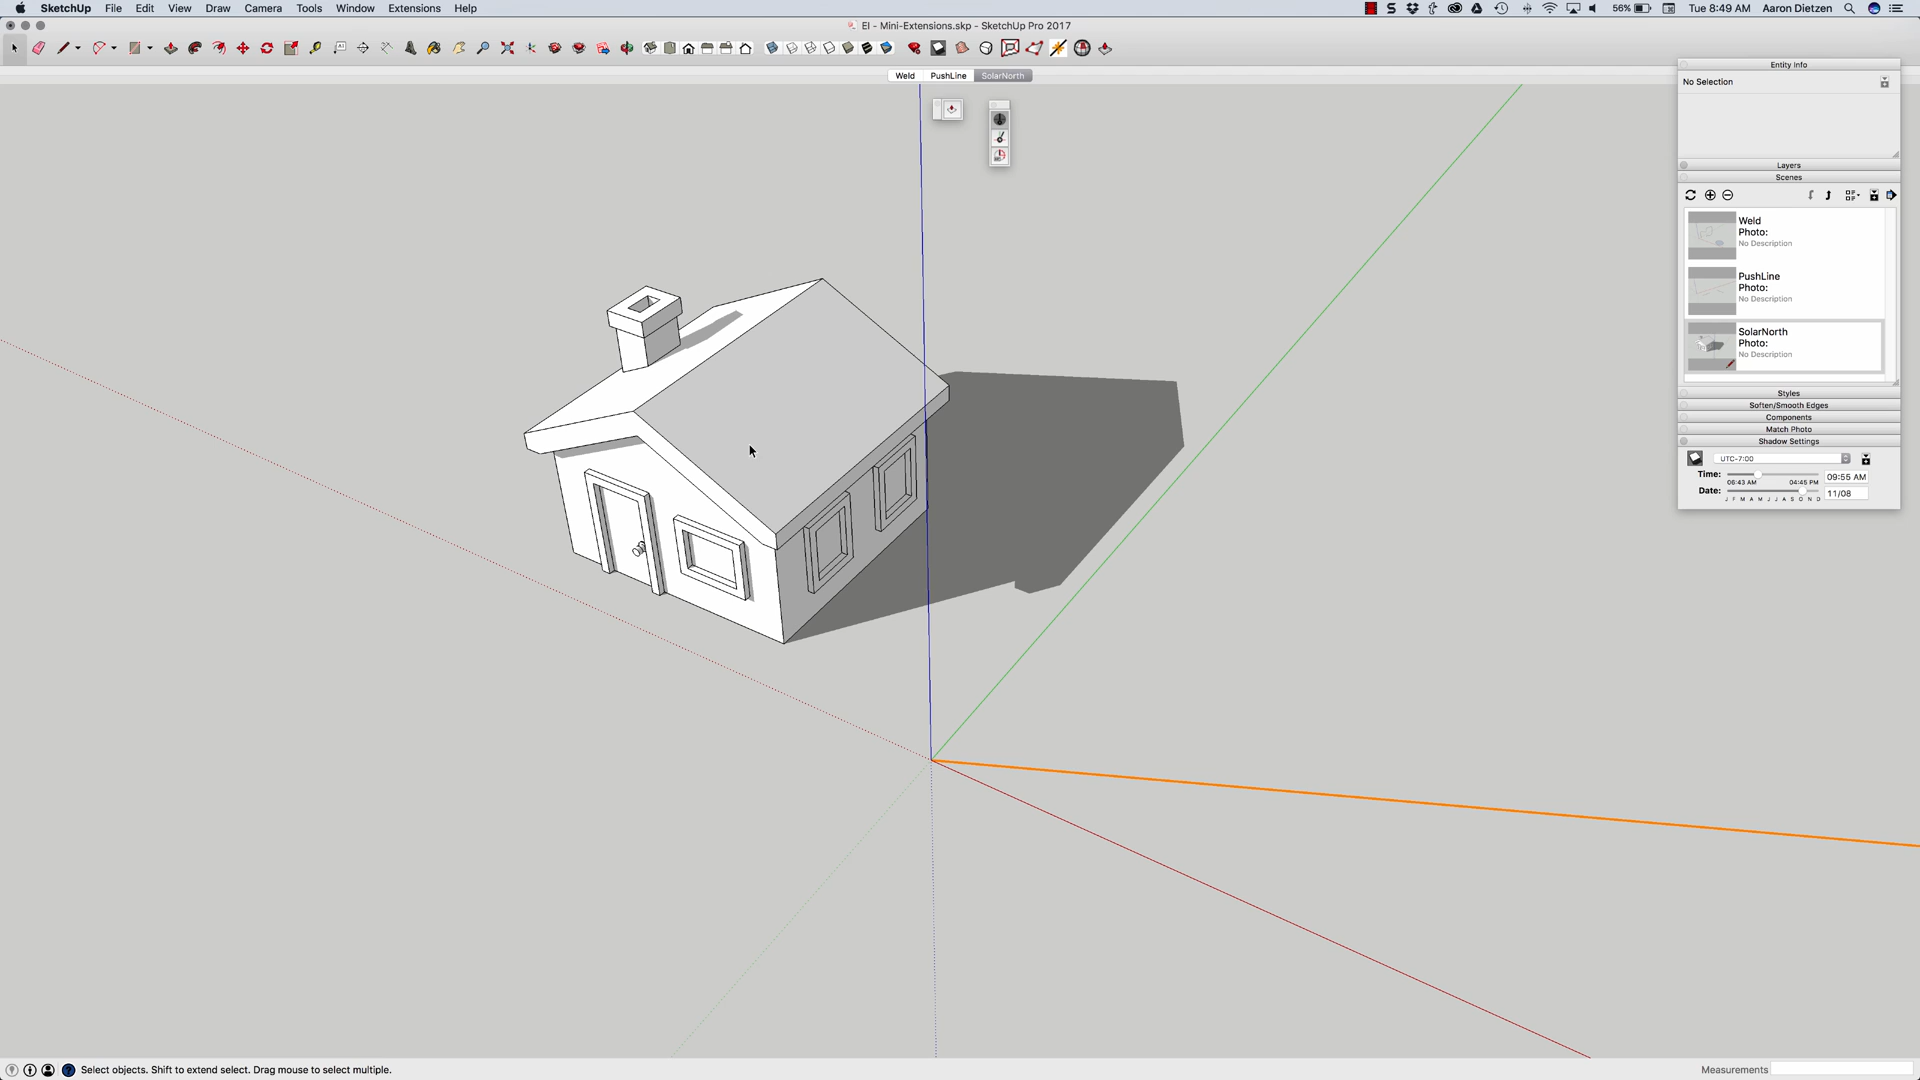 SketchUp File Edit View Draw Camera Tools Window Extensions Help
56% Tue 8:49 AM Aaron Dietzen
EI - Mini-Extensions.skp - SketchUp Pro 2017
Weld PushLine SolarNorth
Entity Info
No Selection
Layers
Scenes
Weld
Photo:
No Description
PushLine
Photo:
No Description
SolarNorth
Photo:
No Description
Styles
Soften/Smooth Edges
Components
Match Photo
Shadow Settings
UTC-7:00
Time: 06:43 AM 04:45 PM 09:55 AM
Date: J F M A M J J A S O N D 11/08
Select objects. Shift to extend select. Drag mouse to select multiple.
Measurements